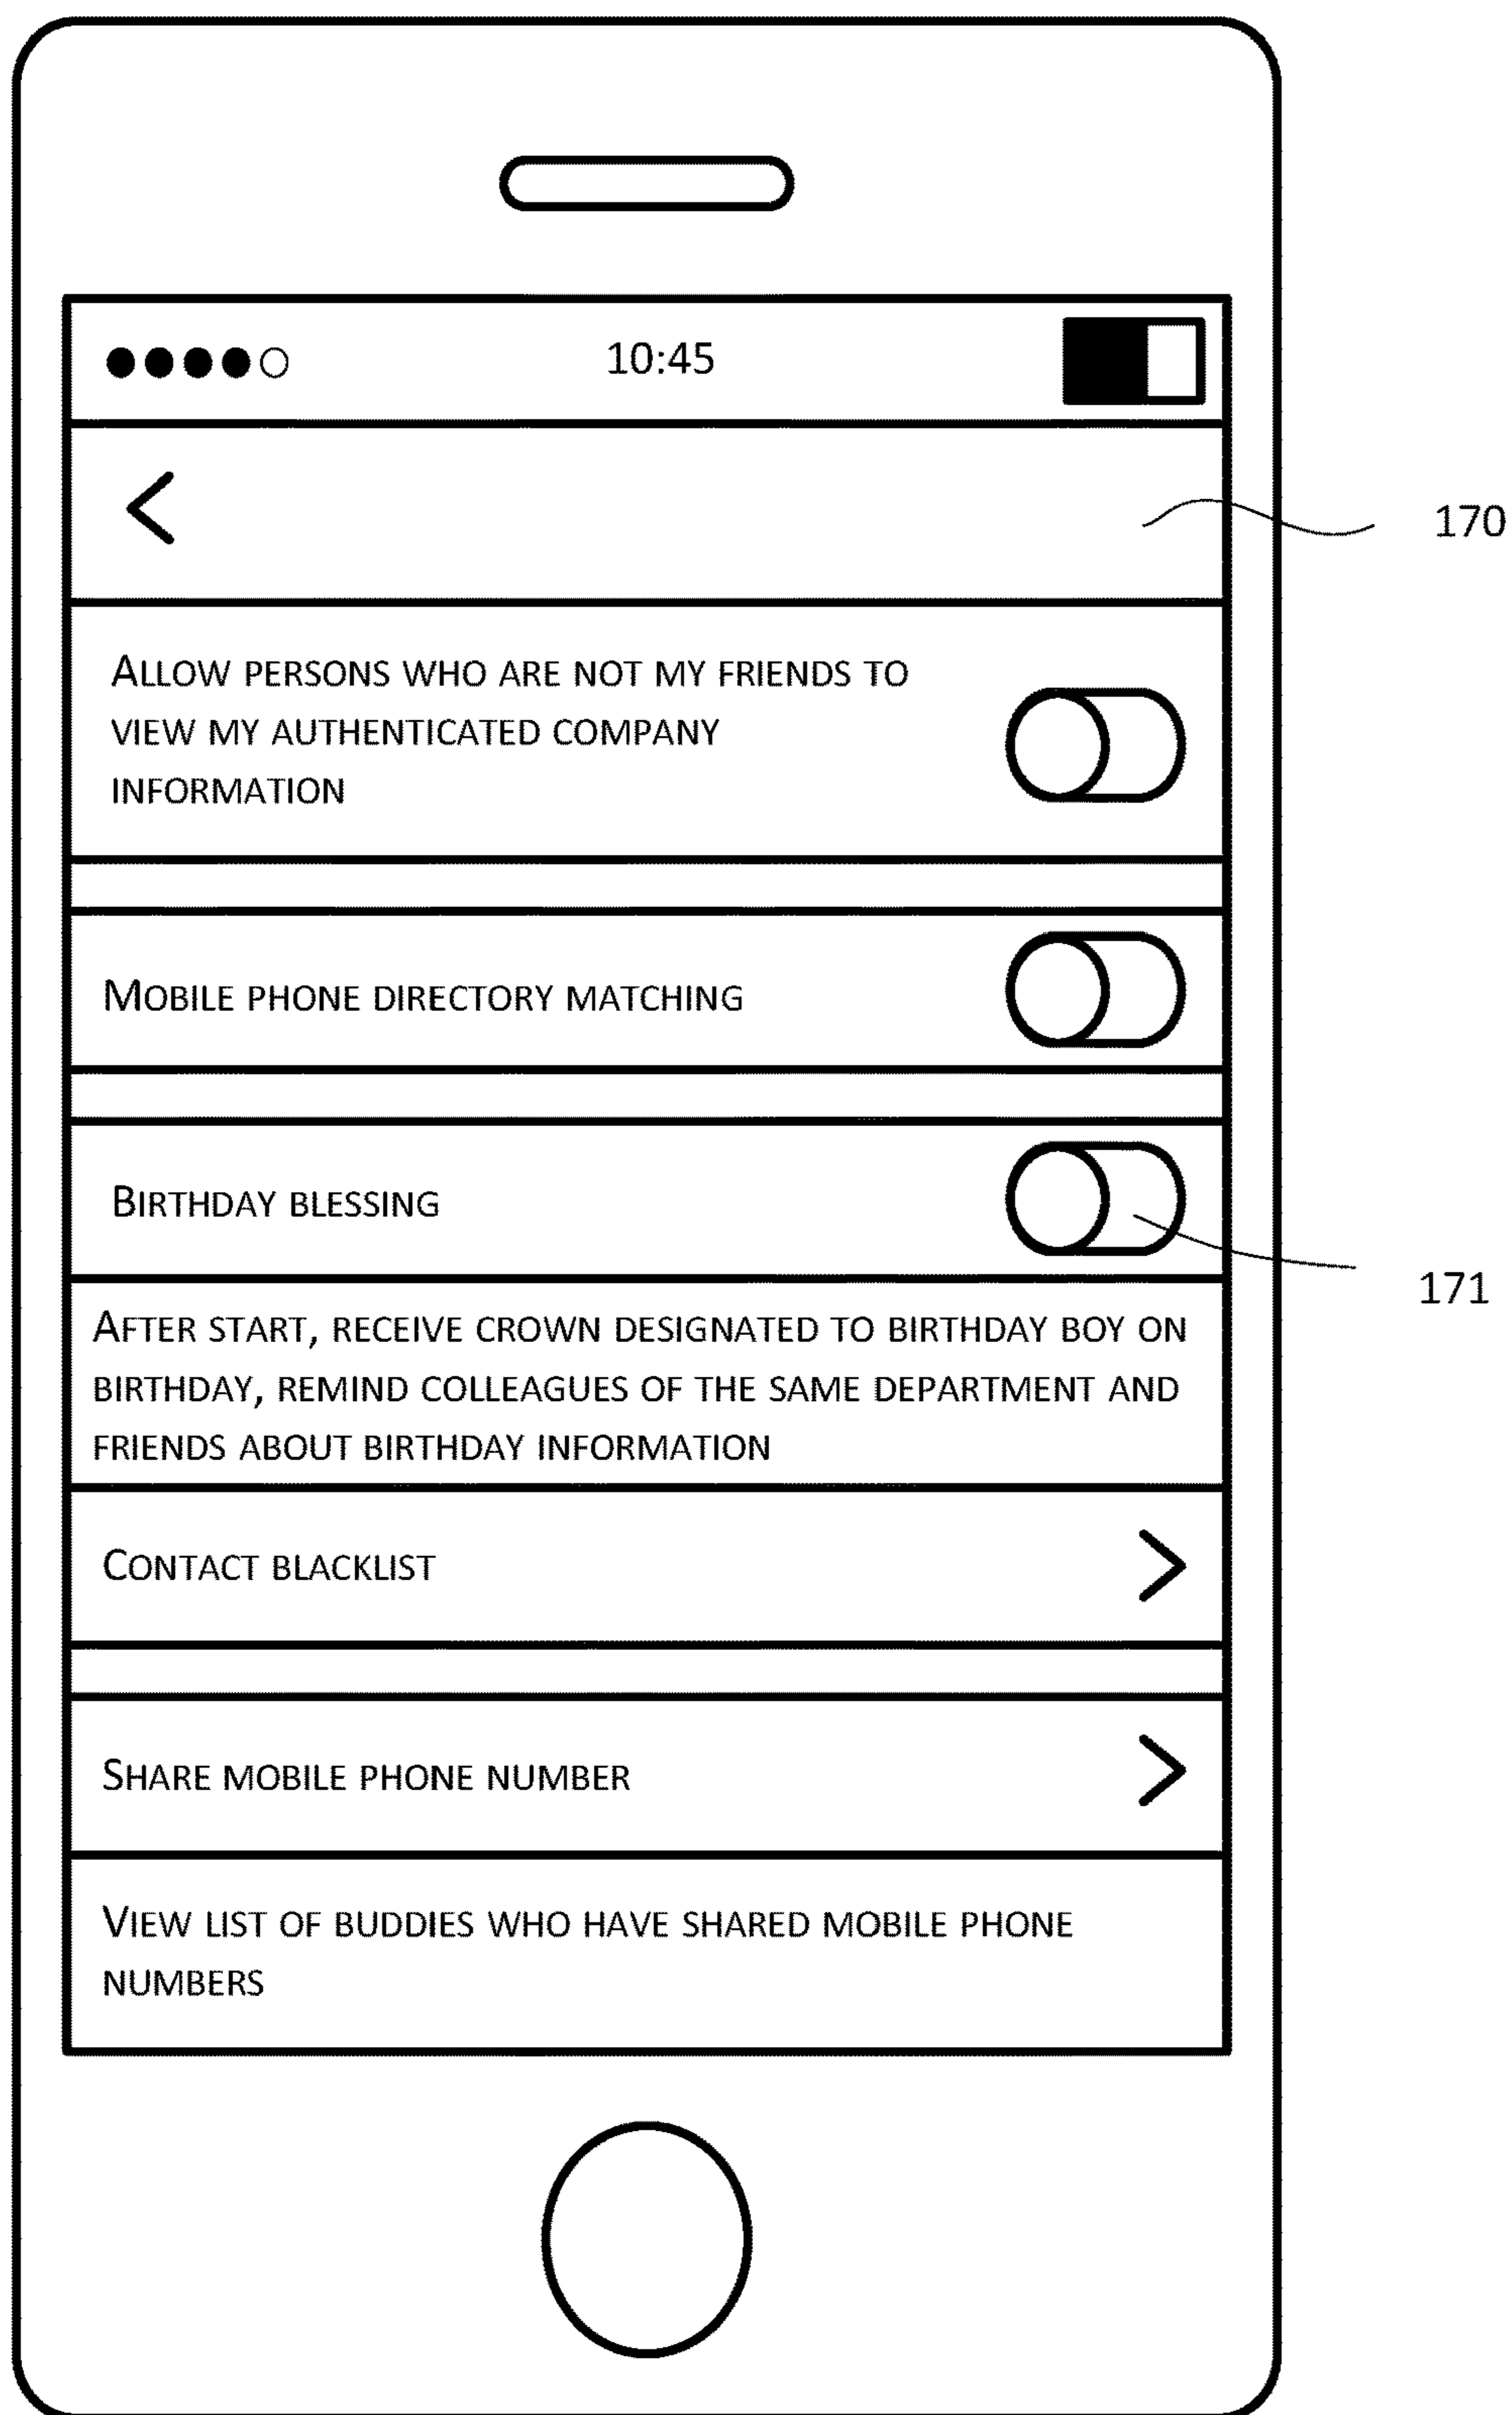 10:45
<
170
ALLOW PERSONS WHO ARE NOT MY FRIENDS TO
VIEW MY AUTHENTICATED COMPANY
INFORMATION
MOBILE PHONE DIRECTORY MATCHING
BIRTHDAY BLESSING
171
AFTER START, RECEIVE CROWN DESIGNATED TO BIRTHDAY BOY ON
BIRTHDAY, REMIND COLLEAGUES OF THE SAME DEPARTMENT AND
FRIENDS ABOUT BIRTHDAY INFORMATION
CONTACT BLACKLIST >
SHARE MOBILE PHONE NUMBER >
VIEW LIST OF BUDDIES WHO HAVE SHARED MOBILE PHONE
NUMBERS